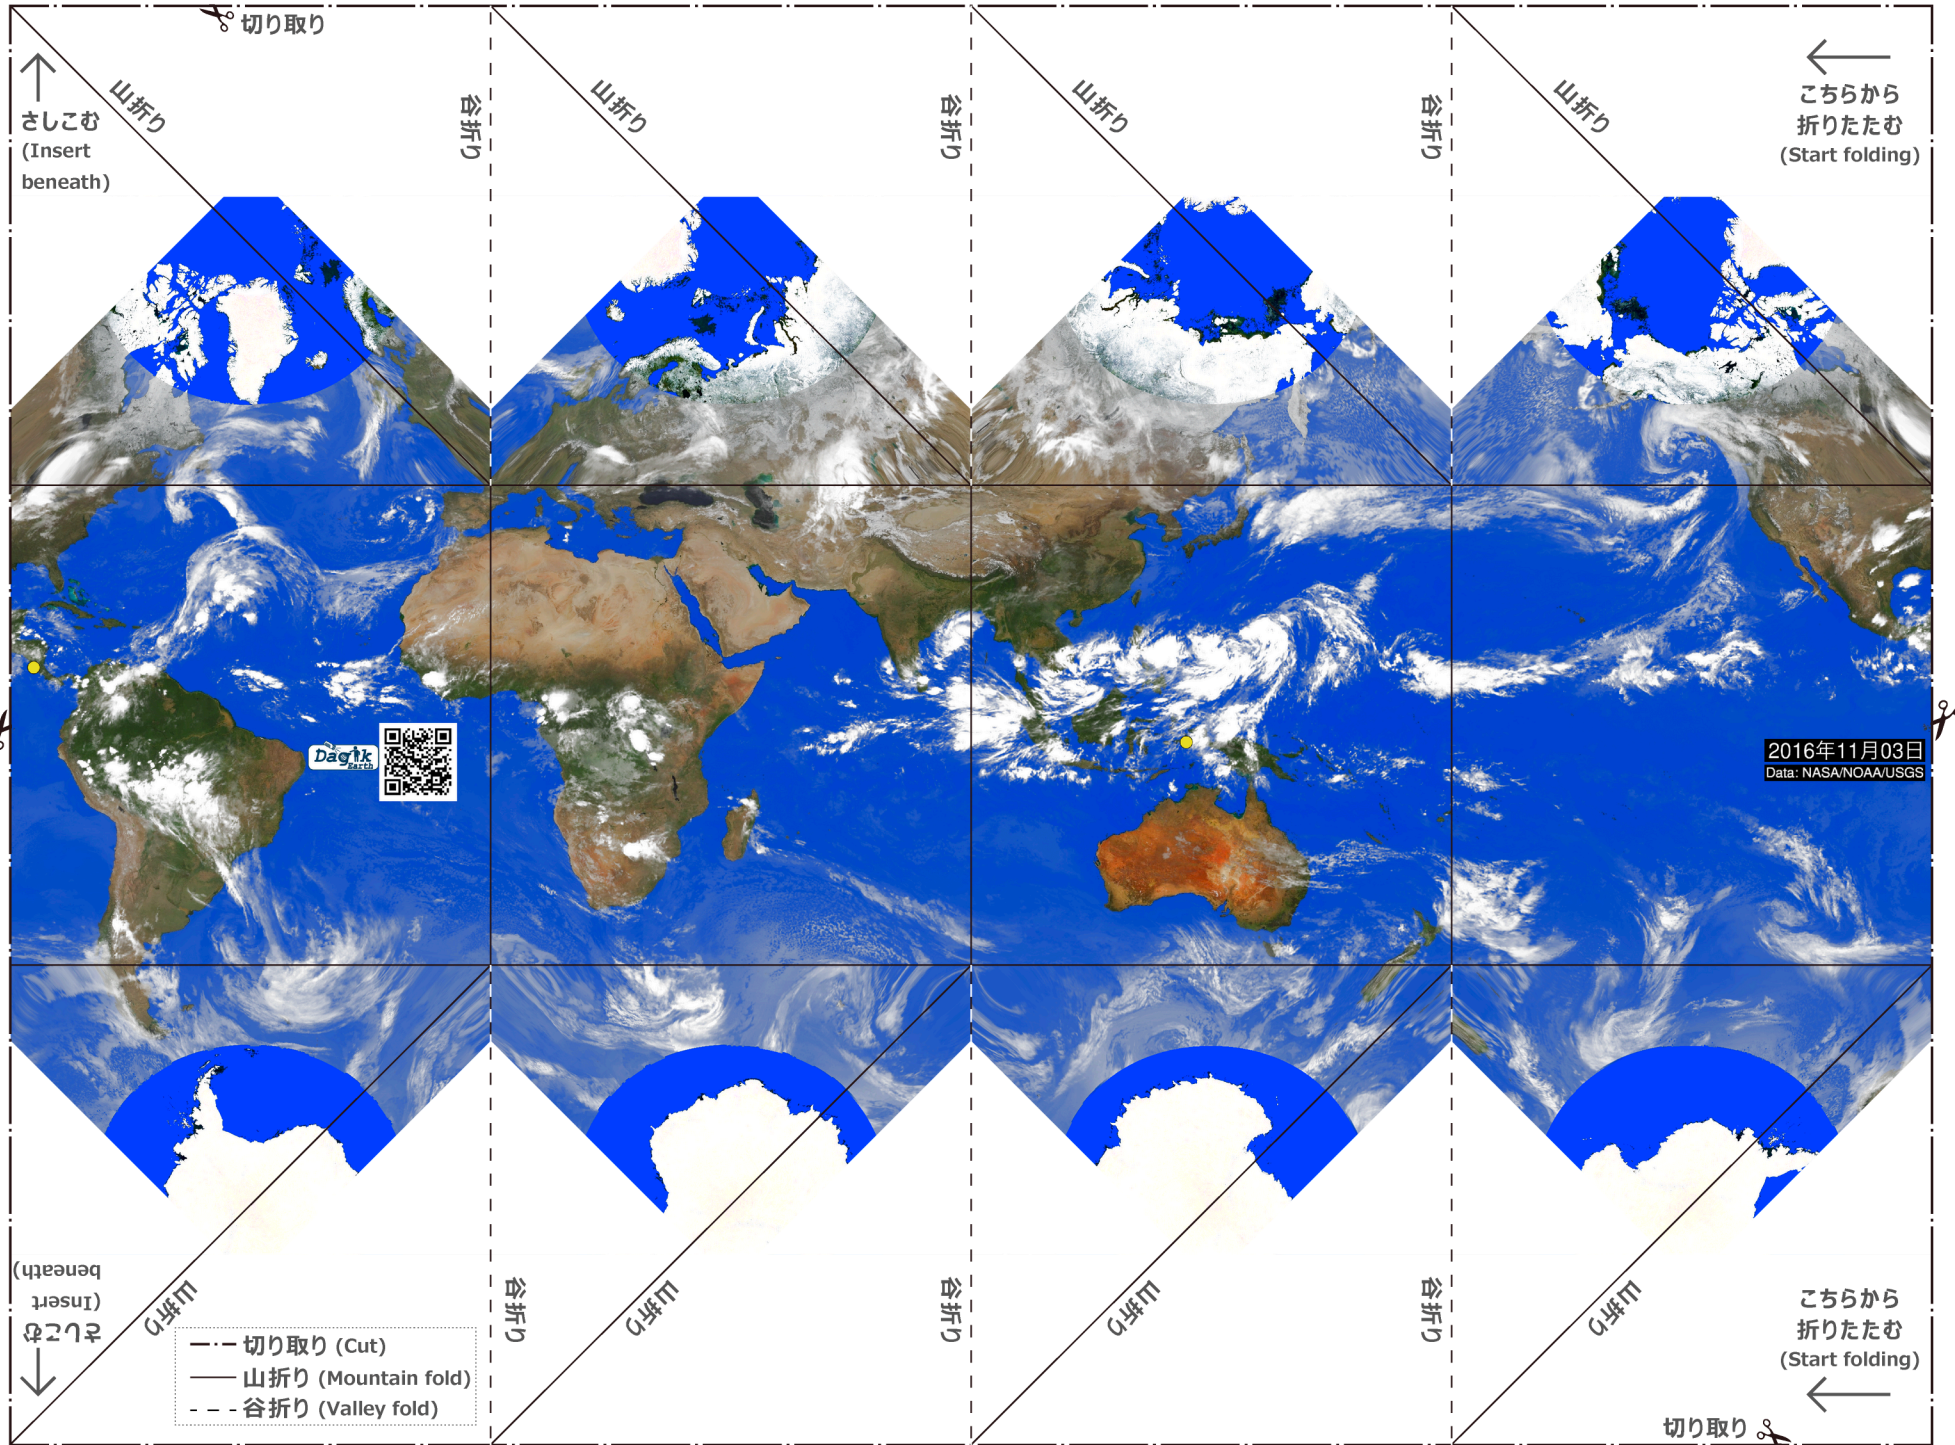 切り取り
さしこむ
(Insert
beneath)
山折り
谷折り
山折り
谷折り
山折り
谷折り
山折り
こちらから
折りたたむ
(Start folding)
Dagik
Earth
2016年11月03日
Data: NASA/NOAA/USGS
さしこむ
(Insert
beneath)
山折り
谷折り
山折り
谷折り
山折り
谷折り
山折り
こちらから
折りたたむ
(Start folding)
切り取り (Cut)
山折り (Mountain fold)
谷折り (Valley fold)
切り取り